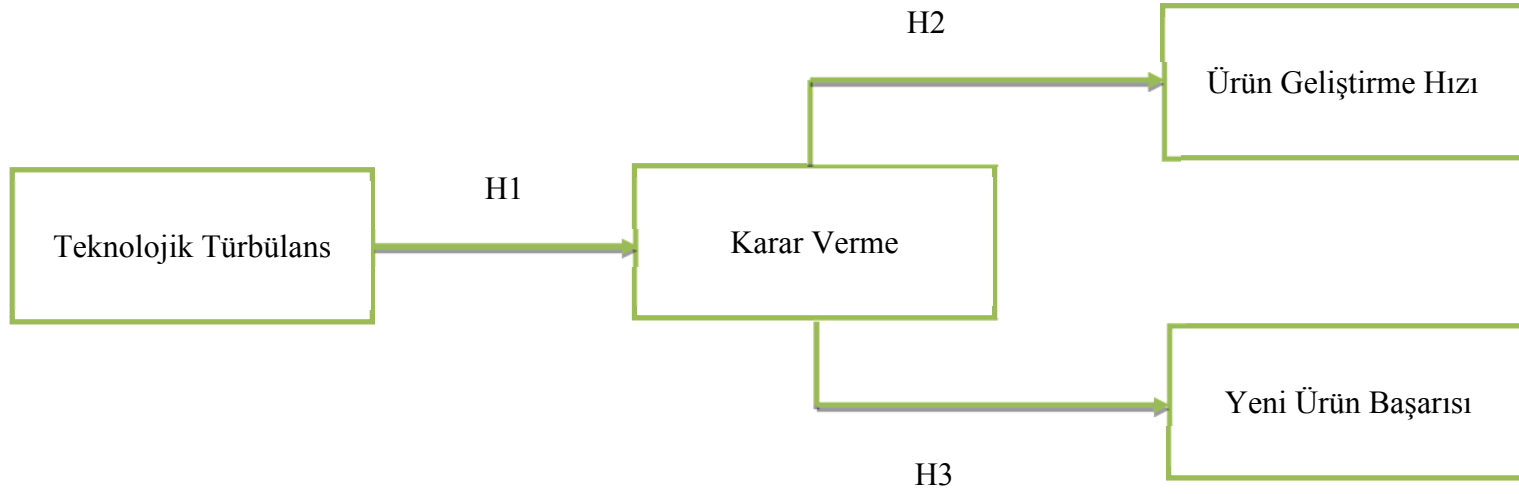 H2
Ürün Geliştirme Hızı
H1
Teknolojik Türbülans
Karar Verme
Yeni Ürün Başarısı
H3